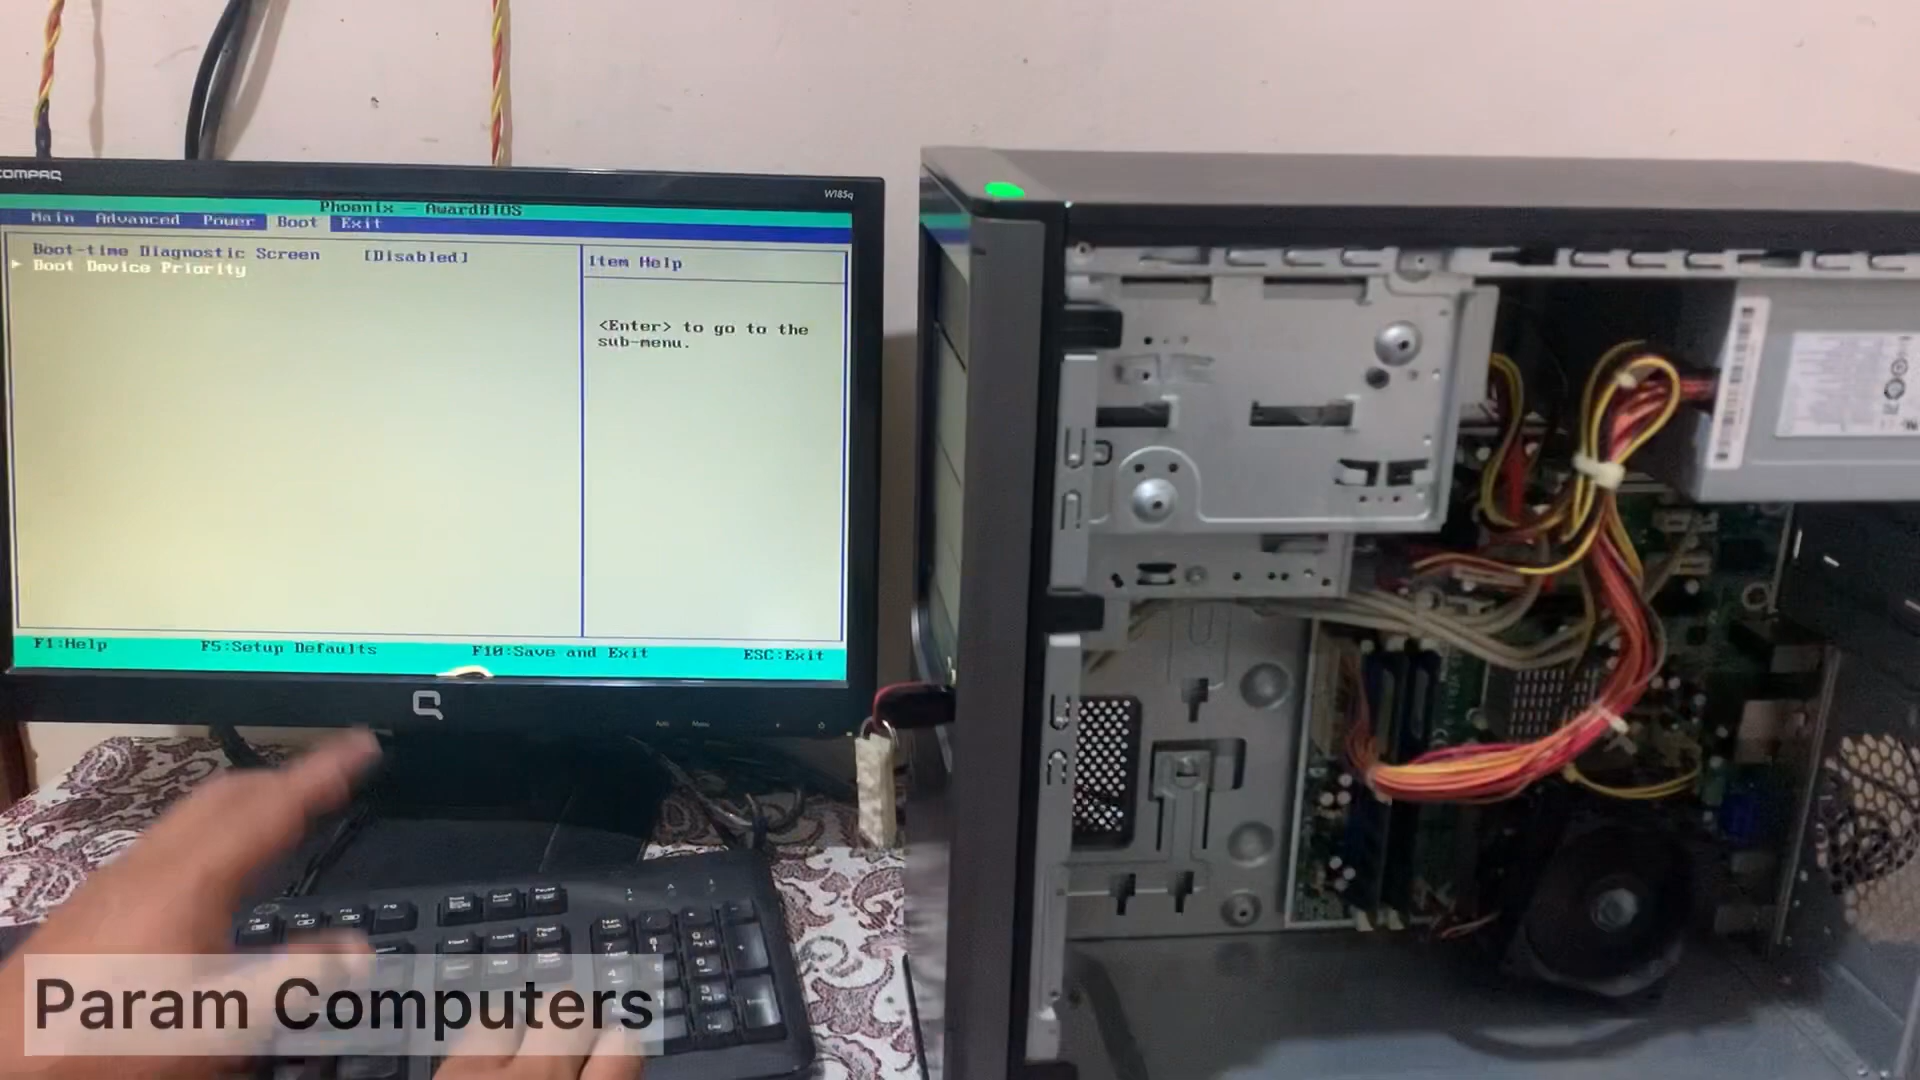 COMPAQ
W185q
Phoenix - AwardBIOS
Main Advanced Power Boot Exit
Boot-time Diagnostic Screen [Disabled]
Boot Device Priority
Item Help
<Enter> to go to the
sub-menu.
F1:Help F5:Setup Defaults F10:Save and Exit ESC:Exit
Auto Menu
Param Computers